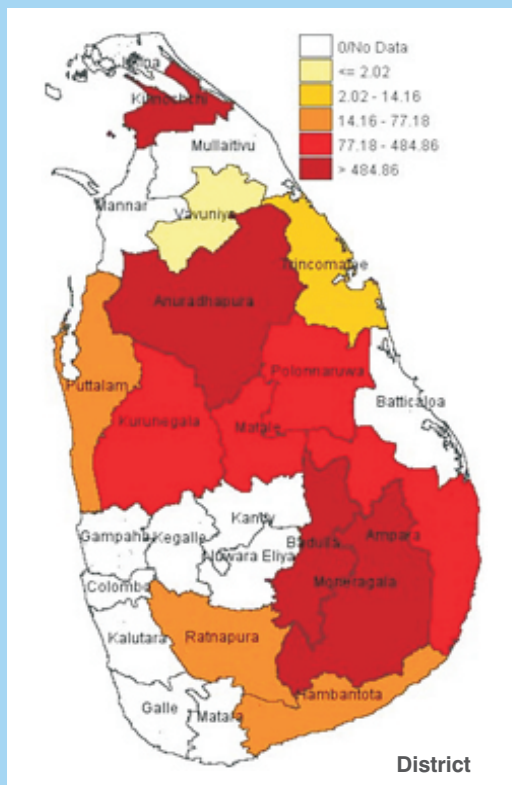 0/No Data
<= 2.02
2.02 - 14.16
14.16 - 77.18
77.18 - 484.86
> 484.86
Kilinochchi
Mullaitivu
Mannar
Vavuniya
Trincomalee
Anuradhapura
Puttalam
Polonnaruwa
Batticaloa
Kurunegala
Matale
Kandy
Gampaha
Kegalle
Badulla
Ampara
Nuwara Eliya
Colombo
Moneragala
Kalutara
Ratnapura
Hambantota
Galle
Matara
District